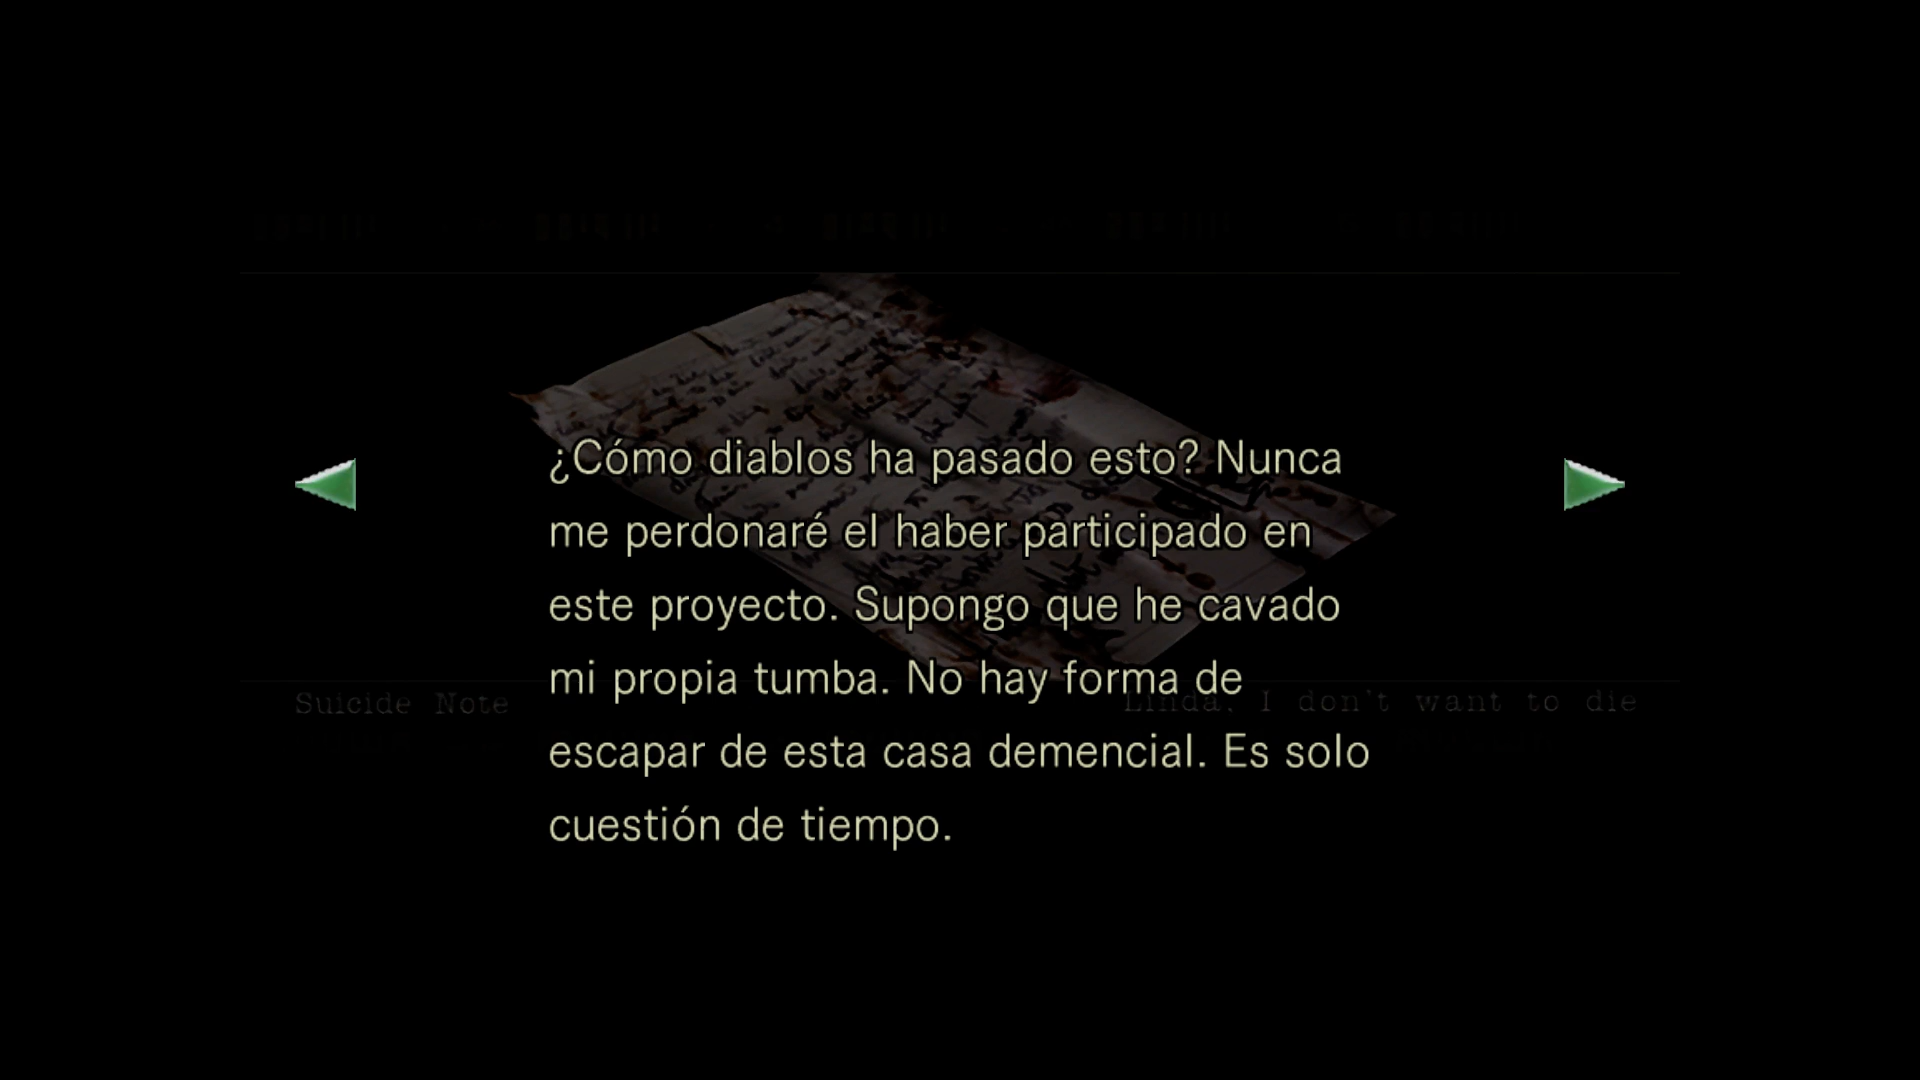 ¿Cómo diablos ha pasado esto? Nunca
me perdonaré el haber participado en
este proyecto. Supongo que he cavado
mi propia tumba. No hay forma de
escapar de esta casa demencial. Es solo
cuestión de tiempo.
Suicide Note
Linda, I don't want to die